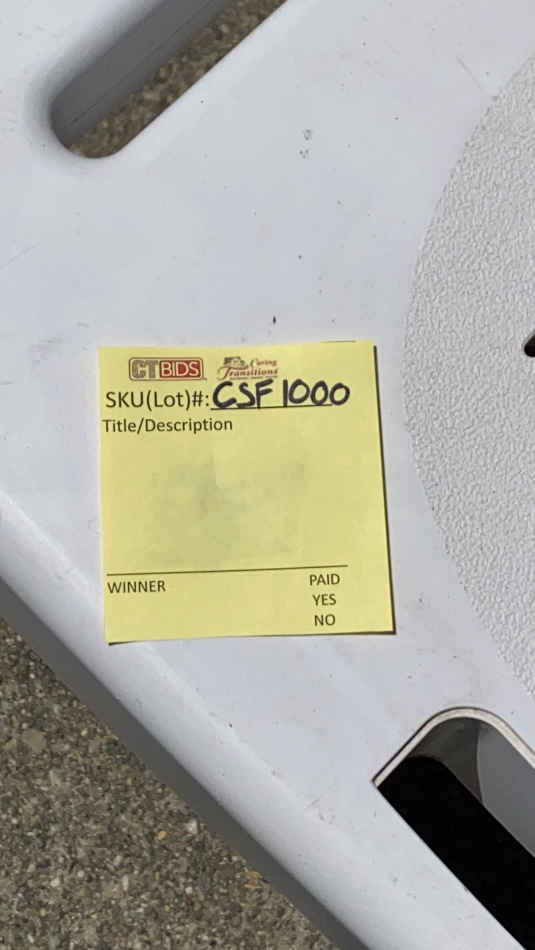 CTBIDS Caring Transitions
SKU(Lot)#: CSF 1000
Title/Description
WINNER PAID
YES
NO